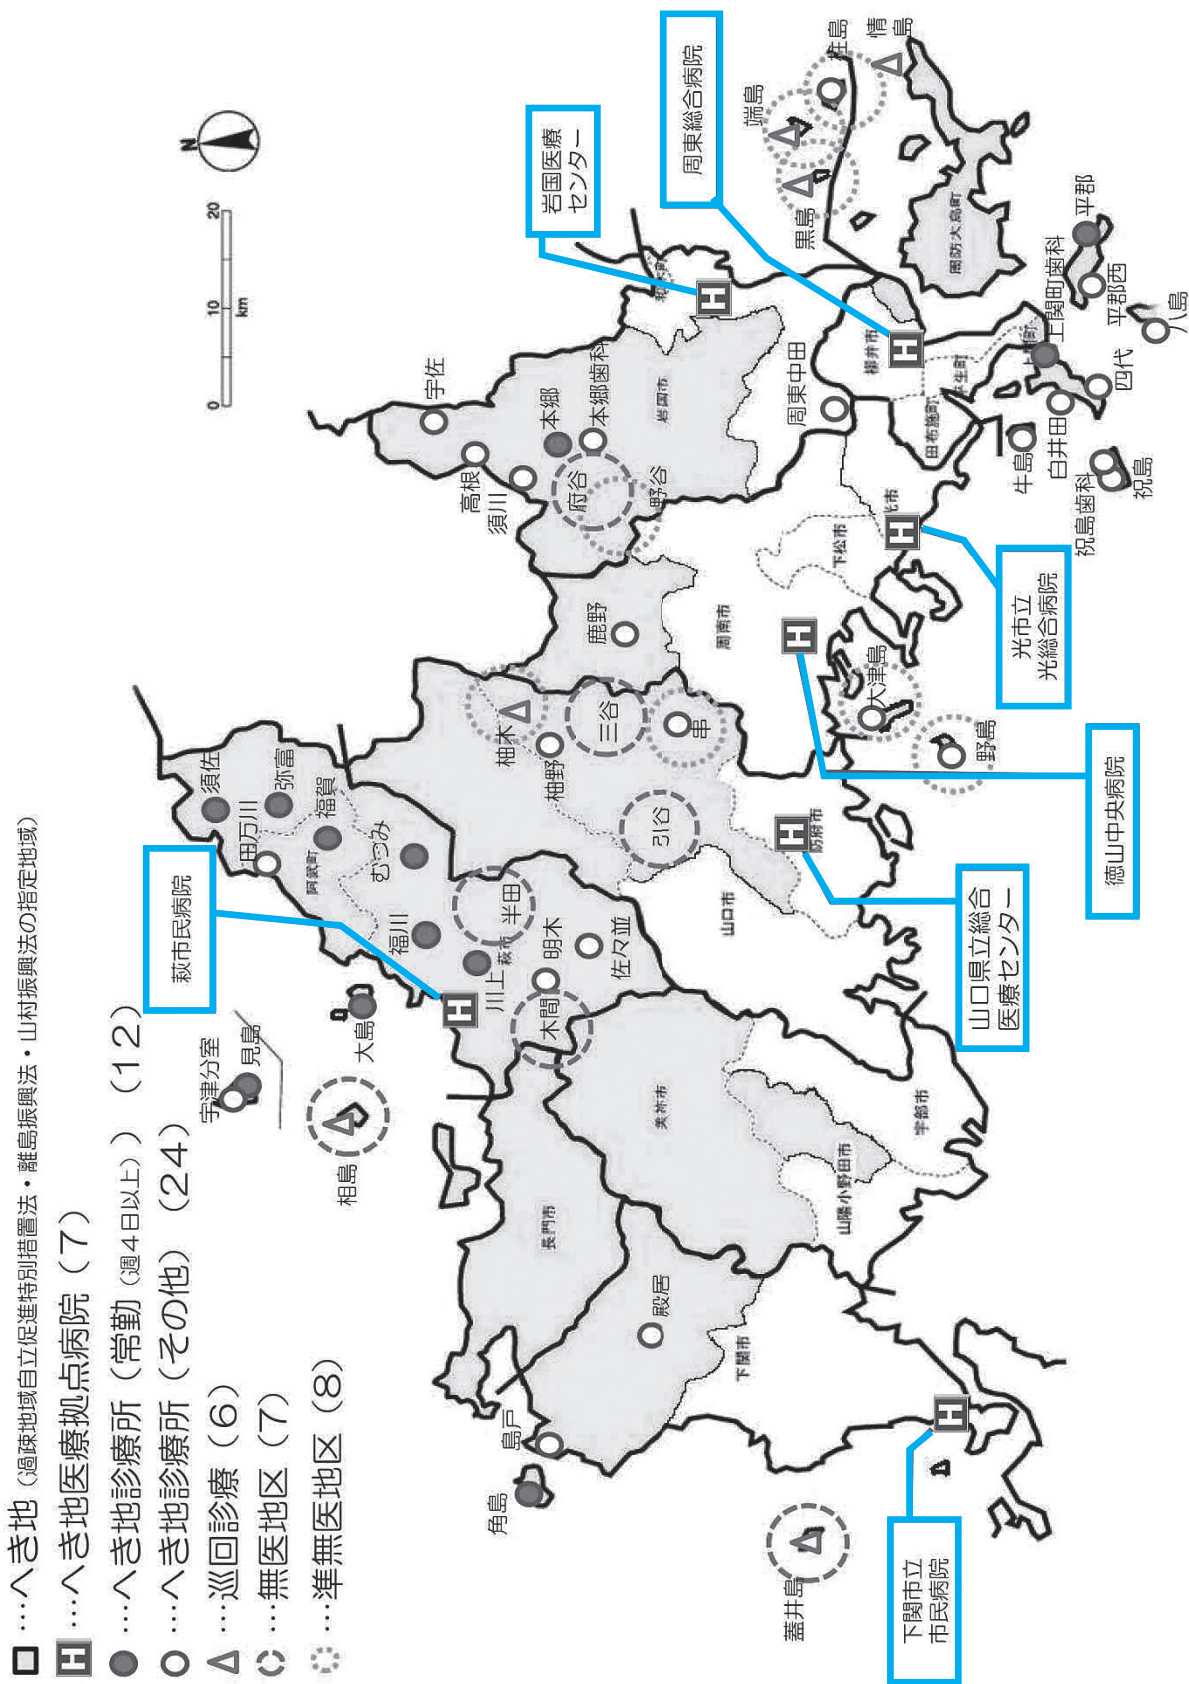 …へき地（過疎地域自立促進特別措置法・離島振興法・山村振興法の指定地域）
H…へき地医療拠点病院（７）
…へき地診療所（常勤（週４日以上））（１２）
…へき地診療所（その他）（24）
…巡回診療（６）
…無医地区（７）
…準無医地区（８）
N
0 10 20
km
萩市民病院
岩国医療
センター
周東総合病院
光市立
光総合病院
徳山中央病院
山口県立総合
医療センター
下関市立
市民病院
須佐
田万川
弥富
福賀
阿武町
むつみ
福川
川上
萩市
半田
明木
木間
佐々並
宇津分室
見島
大島
相島
柚木
柚野
三谷
串
引谷
鹿野
宇佐
高根
須川
本郷
本郷歯科
府谷
野谷
岩国市
和木町
周東中田
柳井市
田布施町
平生町
上関町
周防大島町
端島
柱島
情島
黒島
平郡
平郡西
上関町歯科
八島
四代
白井田
牛島
祝島歯科
祝島
光市
下松市
周南市
大津島
野島
防府市
山口市
宇部市
山陽小野田市
美祢市
長門市
下関市
殿居
島戸
角島
蓋井島
H
H
H
H
H
H
H